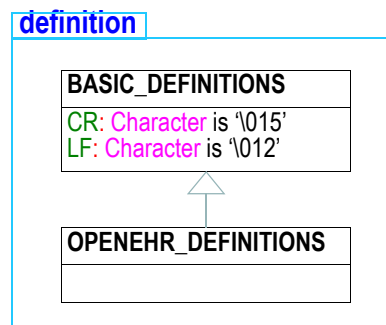 definition
BASIC_DEFINITIONS
CR: Character is ‘\015’
LF: Character is ‘\012’
OPENEHR_DEFINITIONS